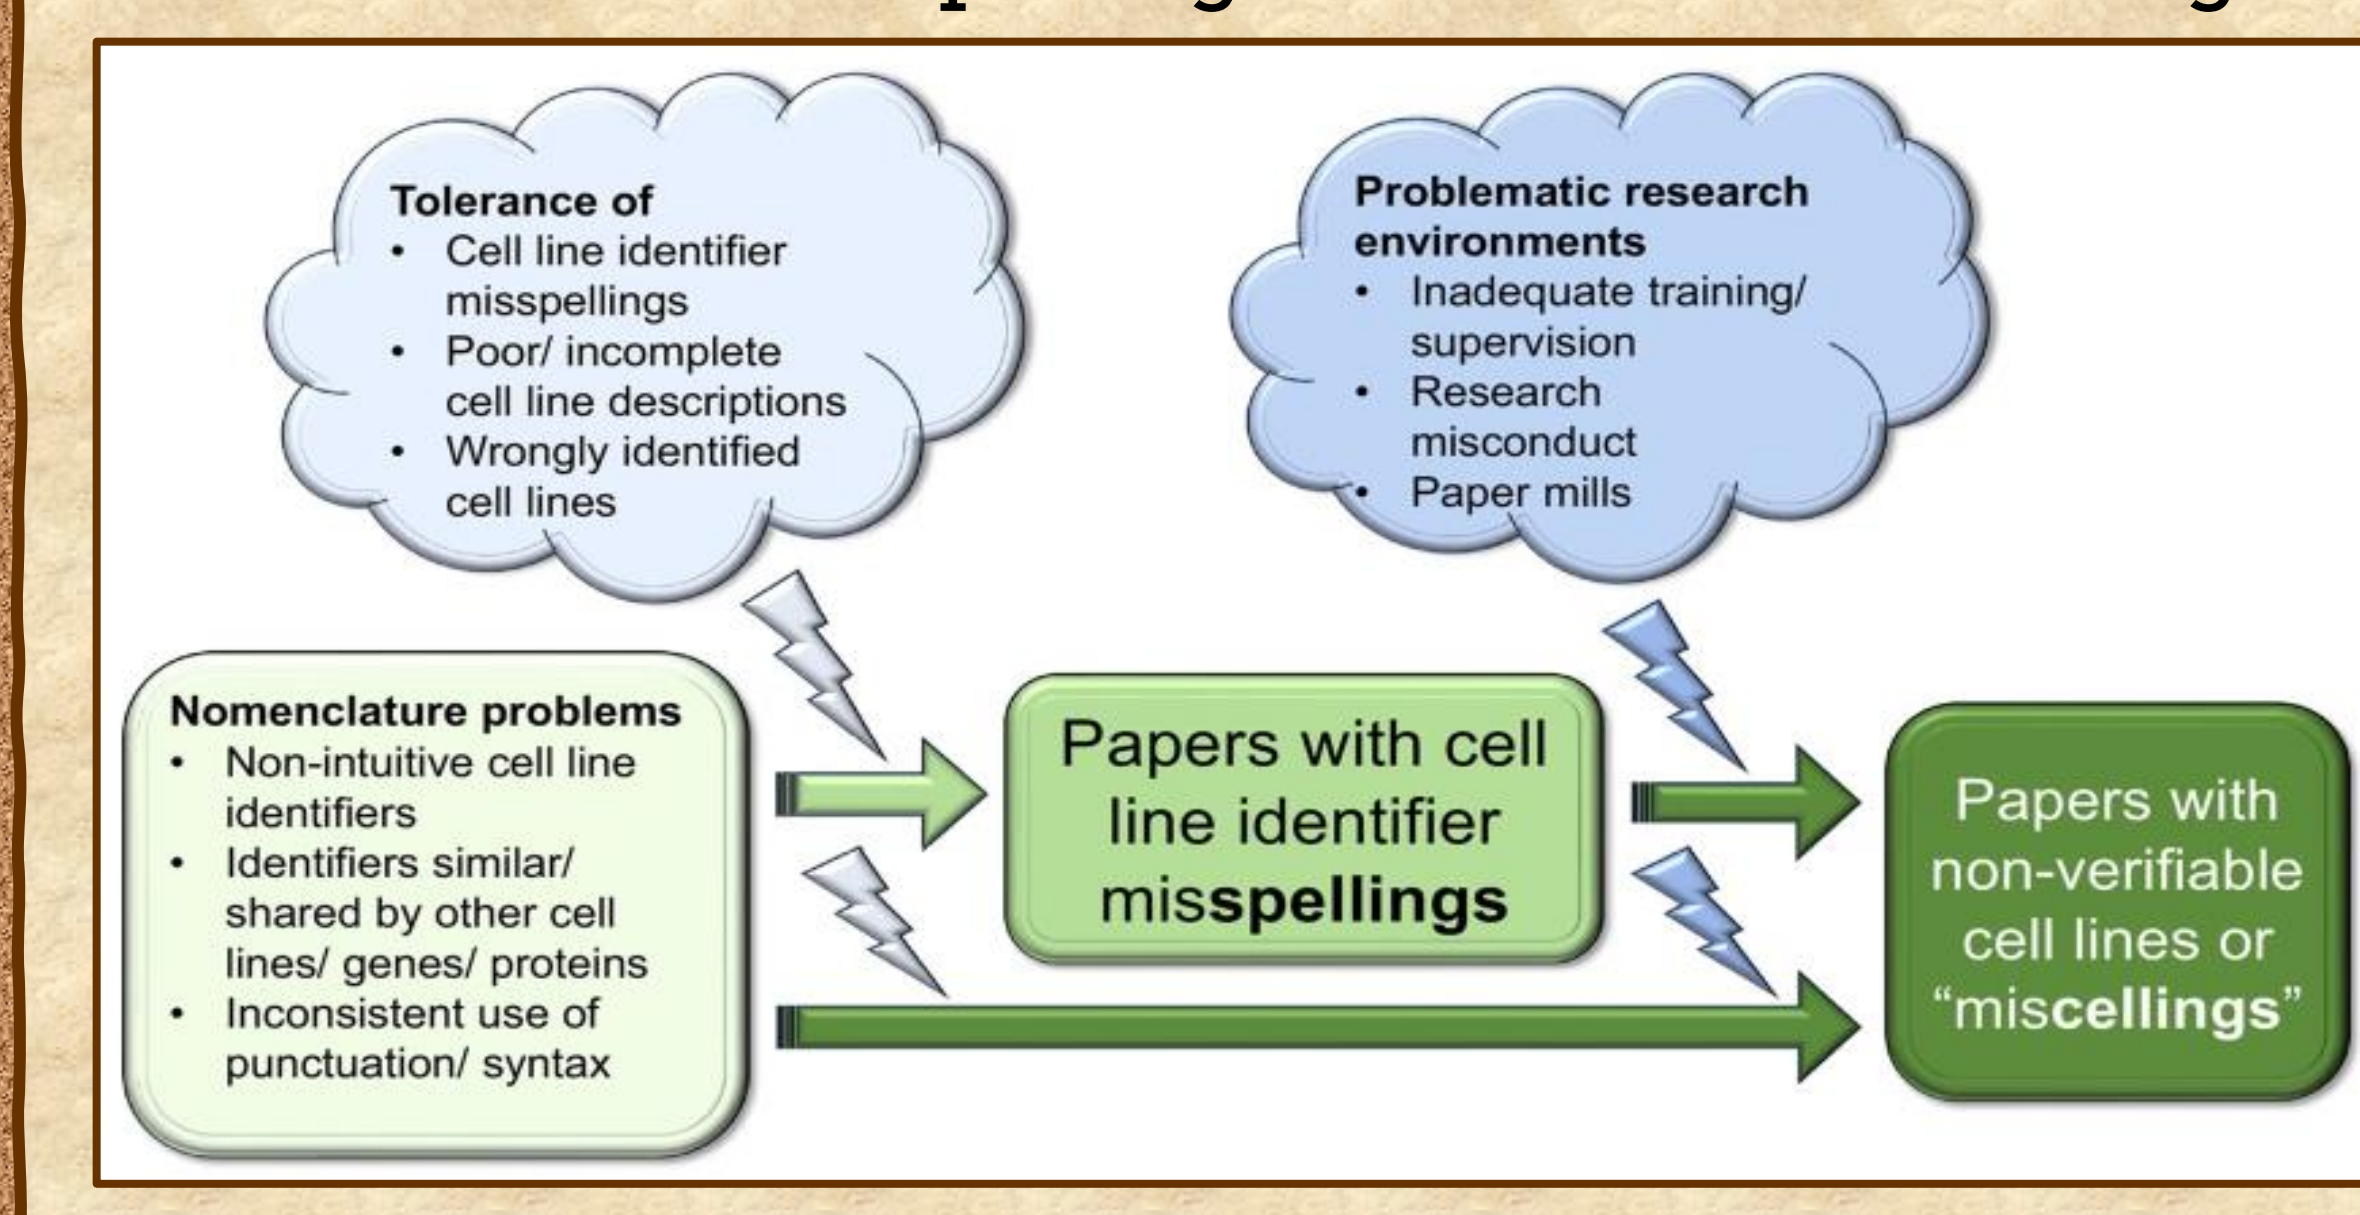 Tolerance of
• Cell line identifier
misspellings
• Poor/ incomplete
cell line descriptions
• Wrongly identified
cell lines
Problematic research
environments
• Inadequate training/
supervision
• Research
misconduct
• Paper mills
Nomenclature problems
• Non-intuitive cell line
identifiers
• Identifiers similar/
shared by other cell
lines/ genes/ proteins
• Inconsistent use of
punctuation/ syntax
Papers with cell
line identifier
misspellings
Papers with
non-verifiable
cell lines or
“miscellings”